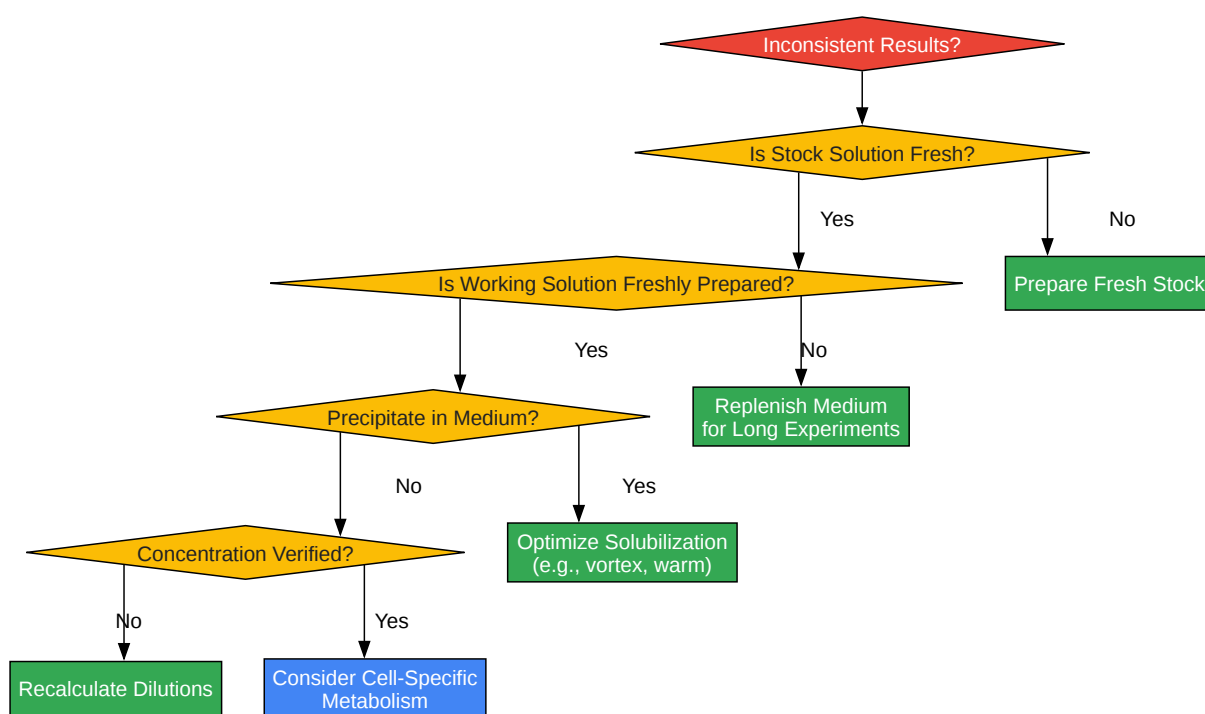 Inconsistent Results?
Is Stock Solution Fresh?
Yes
No
Is Working Solution Freshly Prepared?
Prepare Fresh Stock
Yes
No
Precipitate in Medium?
Replenish Medium
for Long Experiments
No
Yes
Concentration Verified?
Optimize Solubilization
(e.g., vortex, warm)
No
Yes
Recalculate Dilutions
Consider Cell-Specific
Metabolism